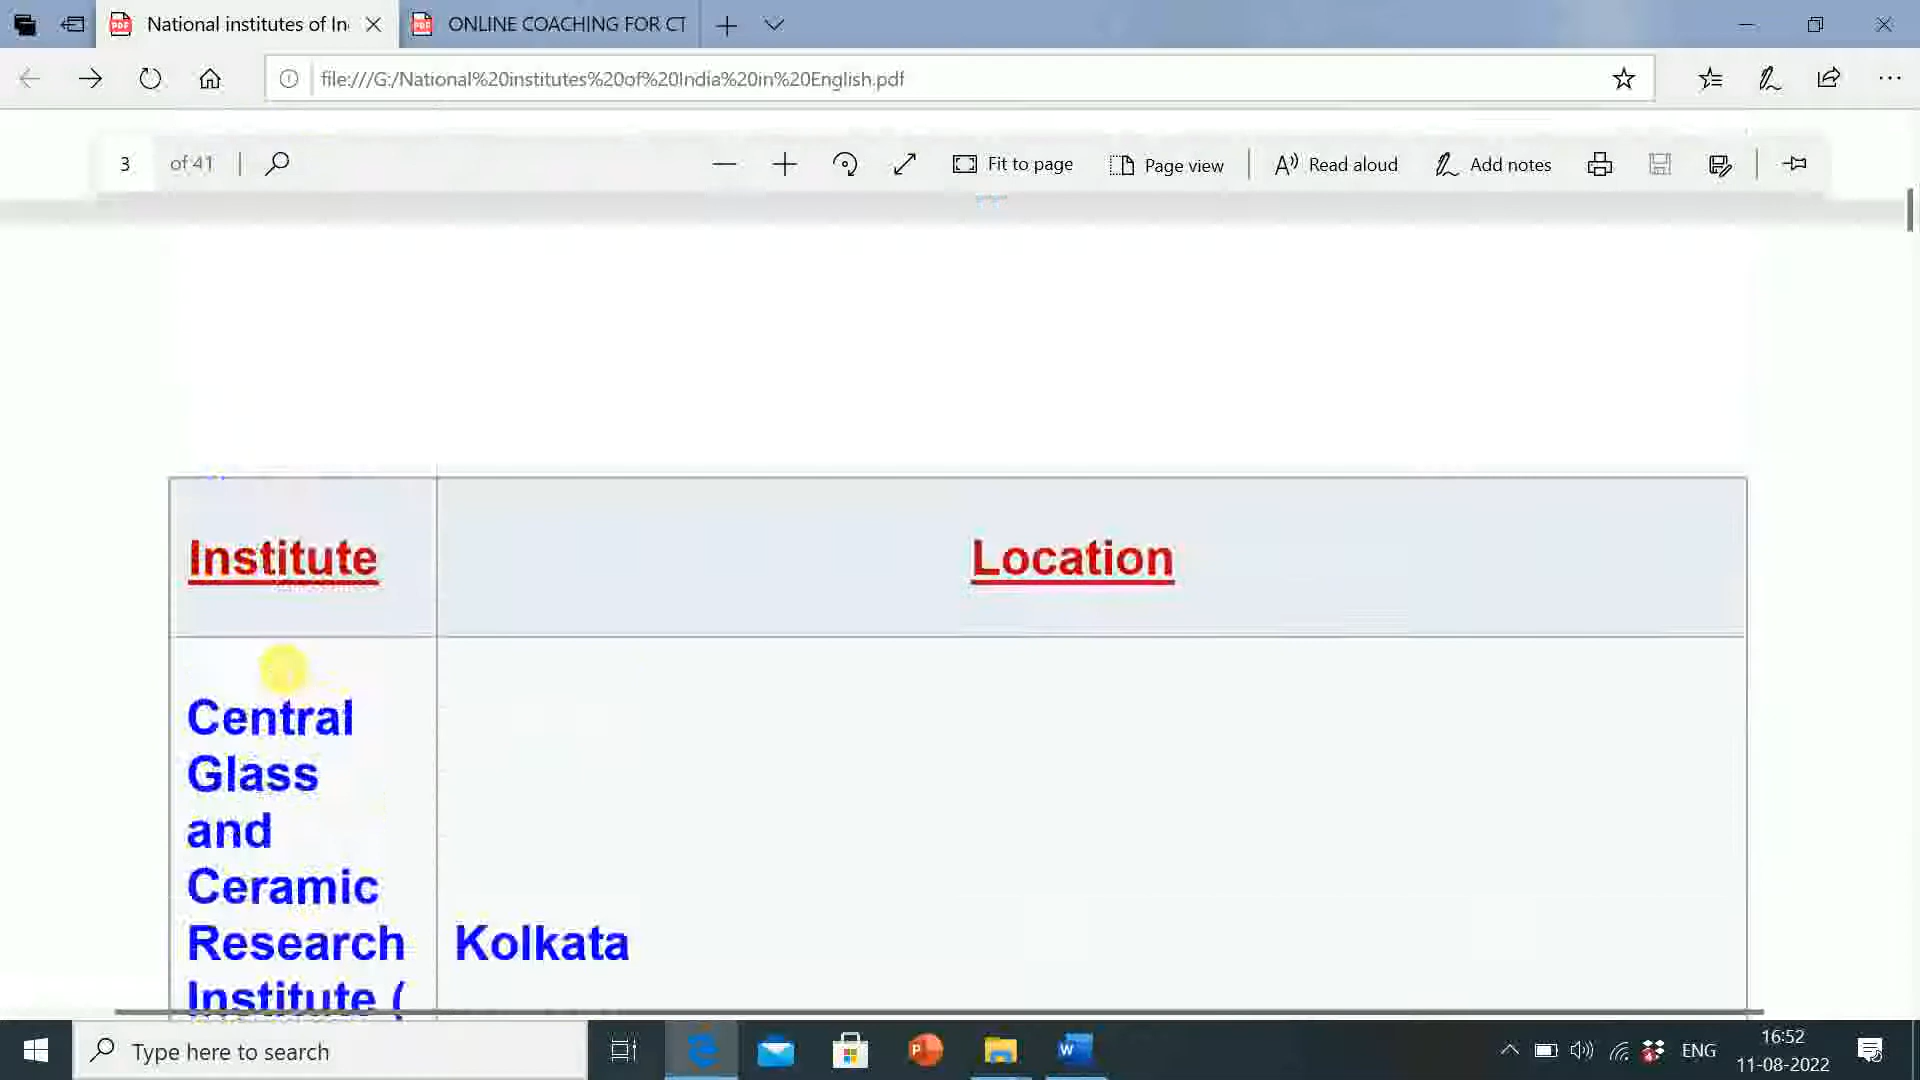 National institutes of In
ONLINE COACHING FOR CT
file:///G:/National%20institutes%20of%20India%20in%20English.pdf
3 of 41
Fit to page
Page view
Read aloud
Add notes
Institute
Location
Central
Glass
and
Ceramic
Research
Institute (
Kolkata
Type here to search
ENG
16:52
11-08-2022